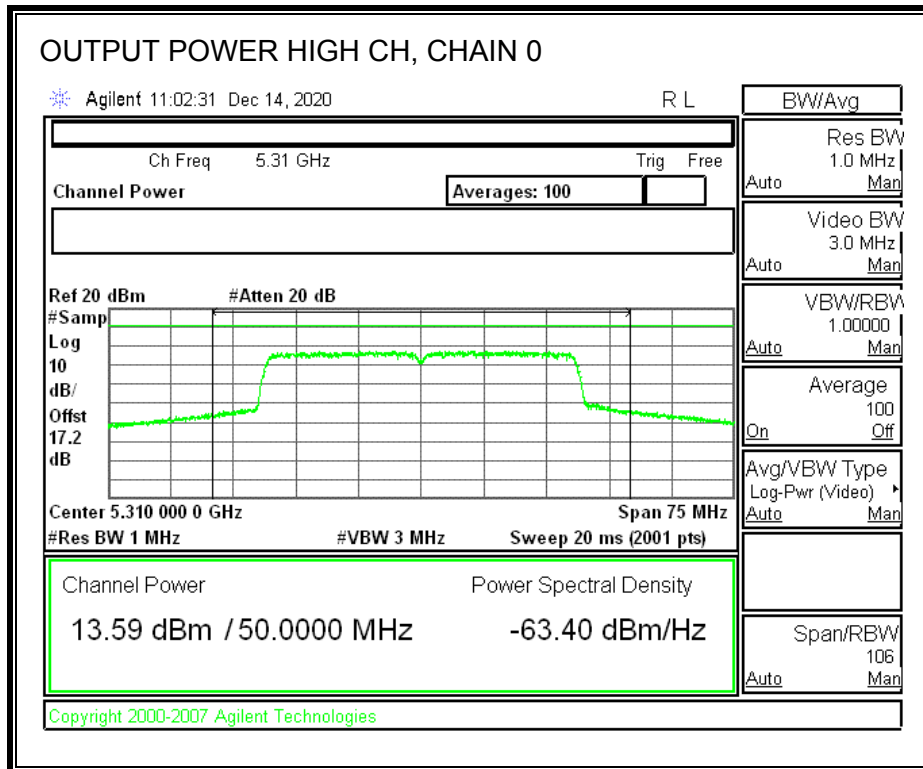 OUTPUT POWER HIGH CH, CHAIN 0
Agilent 11:02:31 Dec 14, 2020 R L
Ch Freq 5.31 GHz Trig Free
Channel Power Averages: 100
Ref 20 dBm #Atten 20 dB
#Samp
Log
10
dB/
Offst
17.2
dB
Center 5.310 000 0 GHz Span 75 MHz
#Res BW 1 MHz #VBW 3 MHz Sweep 20 ms (2001 pts)
Channel Power Power Spectral Density
13.59 dBm / 50.0000 MHz -63.40 dBm/Hz
Copyright 2000-2007 Agilent Technologies
BW/Avg
Res BW
1.0 MHz
Auto Man
Video BW
3.0 MHz
Auto Man
VBW/RBW
1.00000
Auto Man
Average
100
On Off
Avg/VBW Type
Log-Pwr (Video)
Auto Man
Span/RBW
106
Auto Man